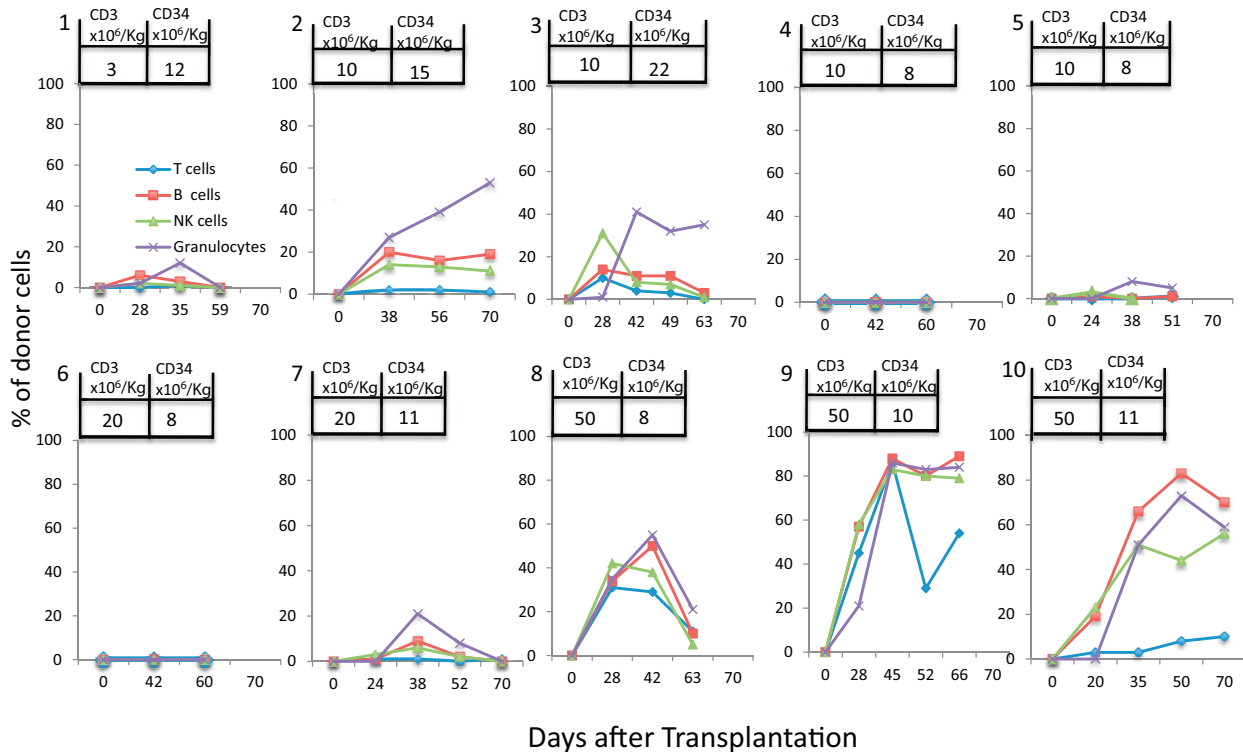 1 CD3 CD34
x10⁶/Kg x10⁶/Kg
3 12
100
80
60
40
20
0
0 28 35 59 70
T cells
B cells
NK cells
Granulocytes
2 CD3 CD34
x10⁶/Kg x10⁶/Kg
10 15
100
80
60
40
20
0
0 38 56 70
3 CD3 CD34
x10⁶/Kg x10⁶/Kg
10 22
100
80
60
40
20
0
0 28 42 49 63 70
4 CD3 CD34
x10⁶/Kg x10⁶/Kg
10 8
100
80
60
40
20
0
0 42 60 70
5 CD3 CD34
x10⁶/Kg x10⁶/Kg
10 8
100
80
60
40
20
0
0 24 38 51 70
% of donor cells
6 CD3 CD34
x10⁶/Kg x10⁶/Kg
20 8
100
80
60
40
20
0
0 42 60 70
7 CD3 CD34
x10⁶/Kg x10⁶/Kg
20 11
100
80
60
40
20
0
0 24 38 52 70
8 CD3 CD34
x10⁶/Kg x10⁶/Kg
50 8
100
80
60
40
20
0
0 28 42 63 70
9 CD3 CD34
x10⁶/Kg x10⁶/Kg
50 10
100
80
60
40
20
0
0 28 45 52 66 70
10 CD3 CD34
x10⁶/Kg x10⁶/Kg
50 11
100
80
60
40
20
0
0 20 35 50 70
Days after Transplantation